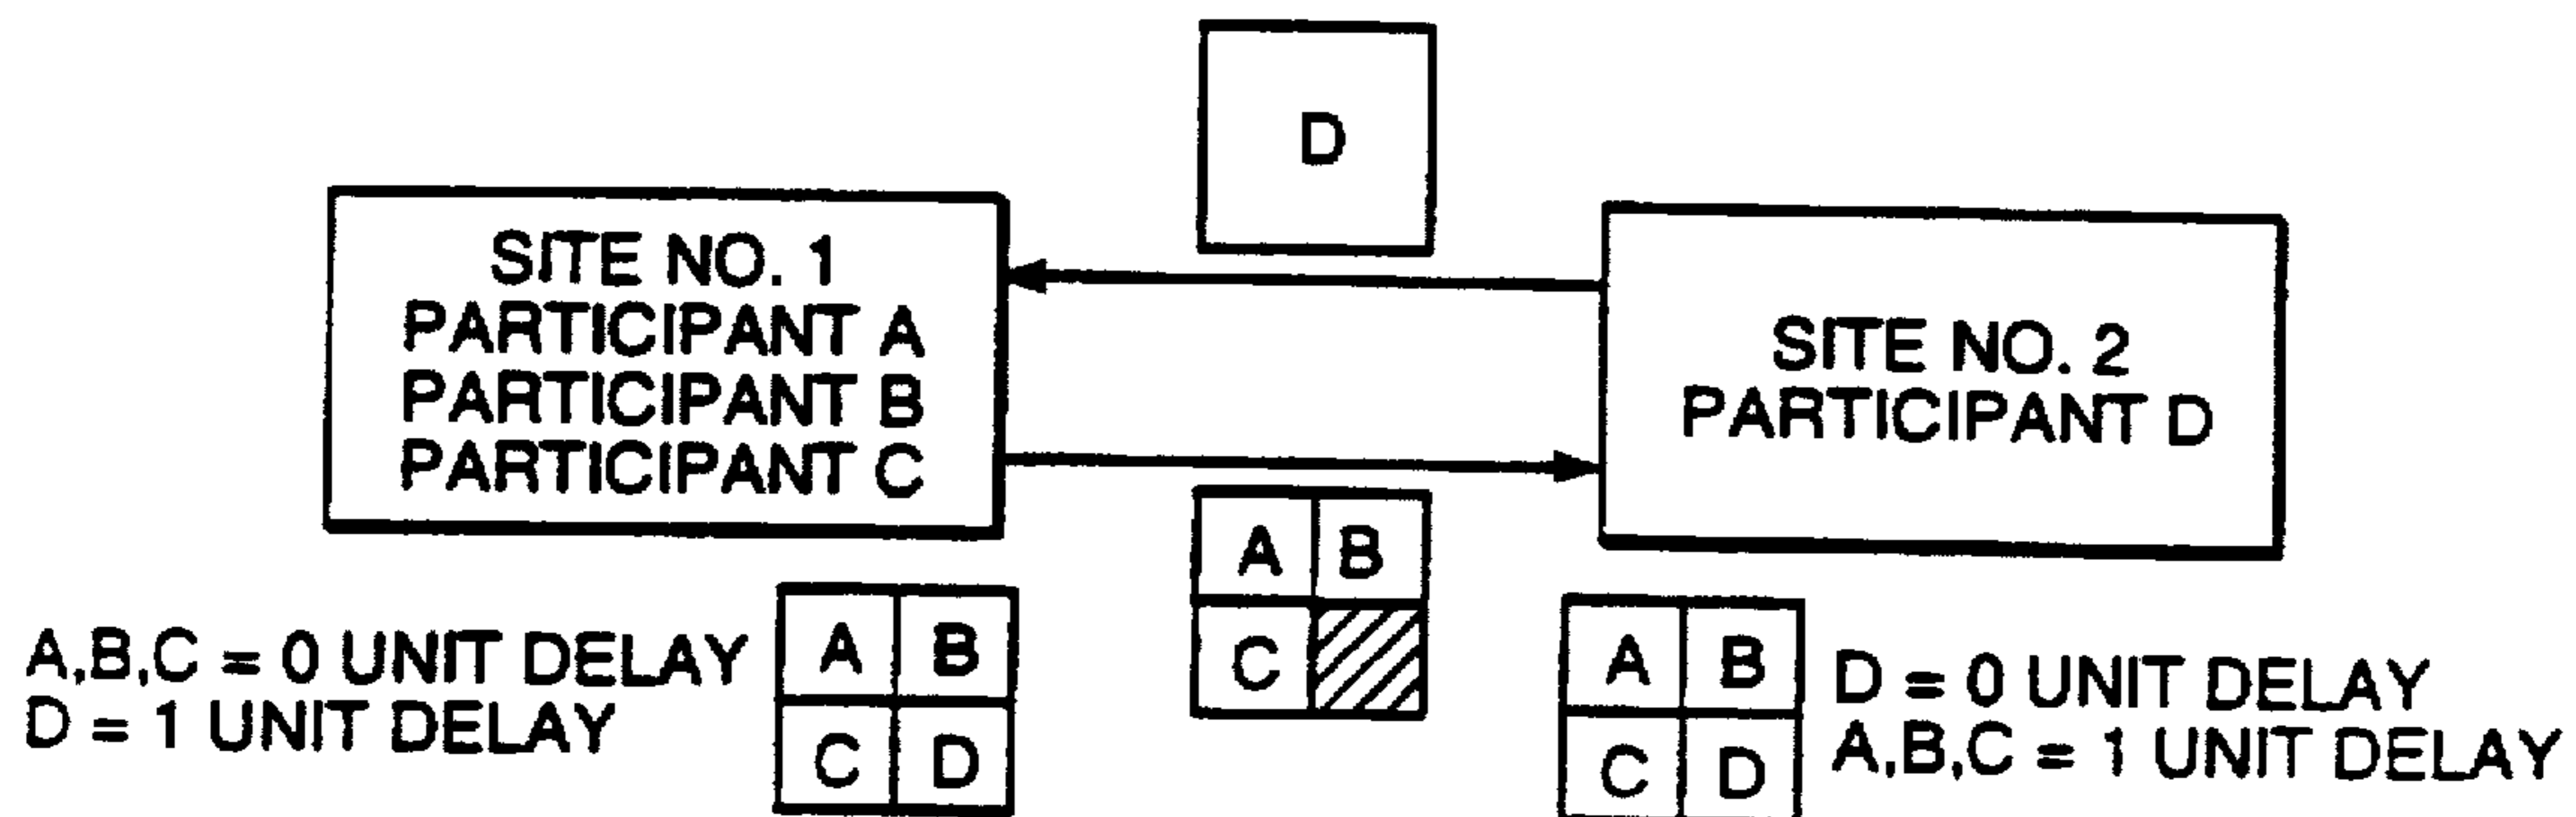 D
SITE NO. 1
PARTICIPANT A
PARTICIPANT B
PARTICIPANT C
SITE NO. 2
PARTICIPANT D
A B
C
A,B,C = 0 UNIT DELAY
D = 1 UNIT DELAY
A B
C D
A B
C D
D = 0 UNIT DELAY
A,B,C = 1 UNIT DELAY